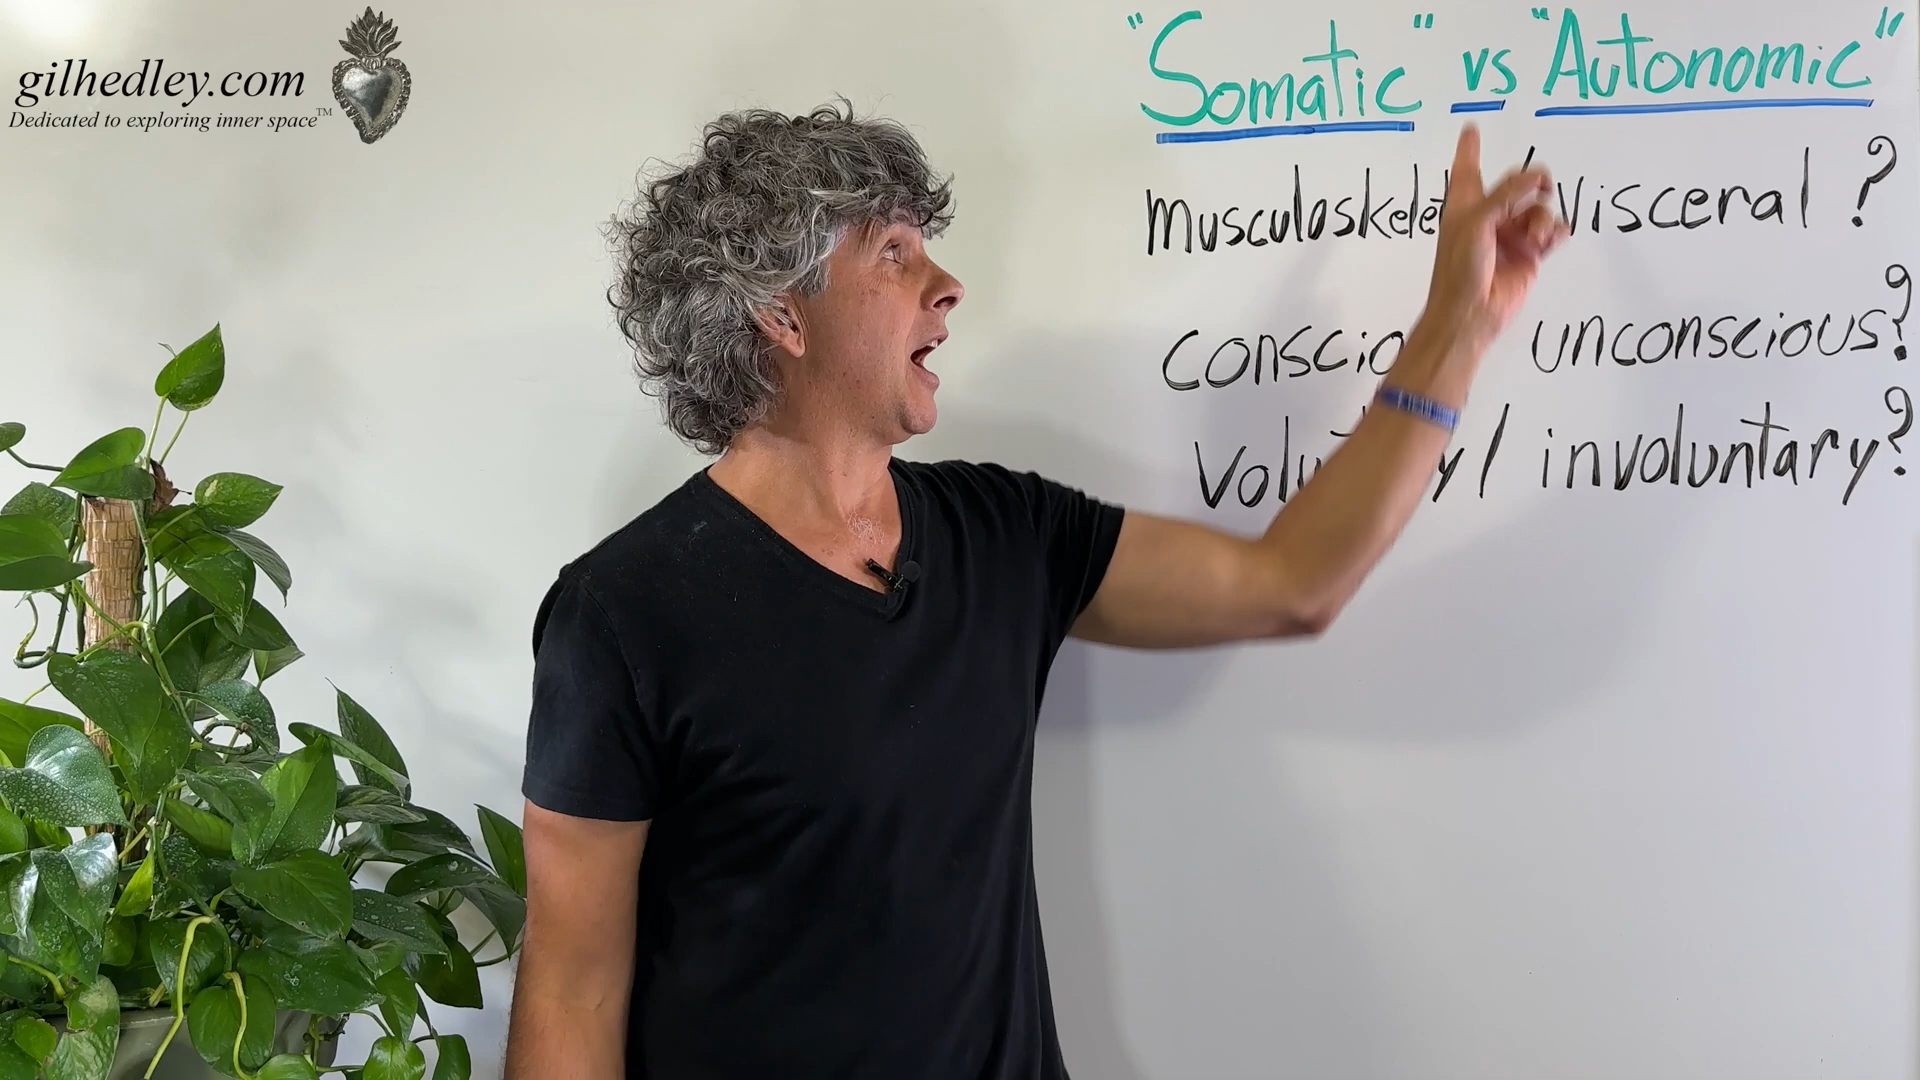 gilhedley.com
Dedicated to exploring inner space™
"Somatic" vs "Autonomic"
/ visceral ?
unconscious?
/ involuntary?